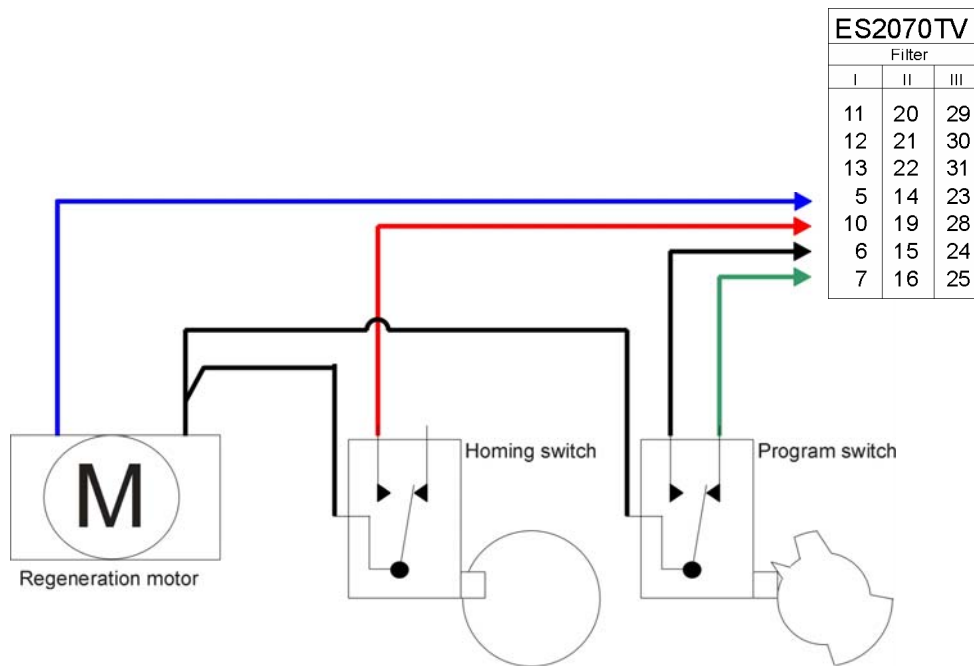 ES2070TV
Filter
I II III
11 20 29
12 21 30
13 22 31
5 14 23
10 19 28
6 15 24
7 16 25
Homing switch
Program switch
M
Regeneration motor